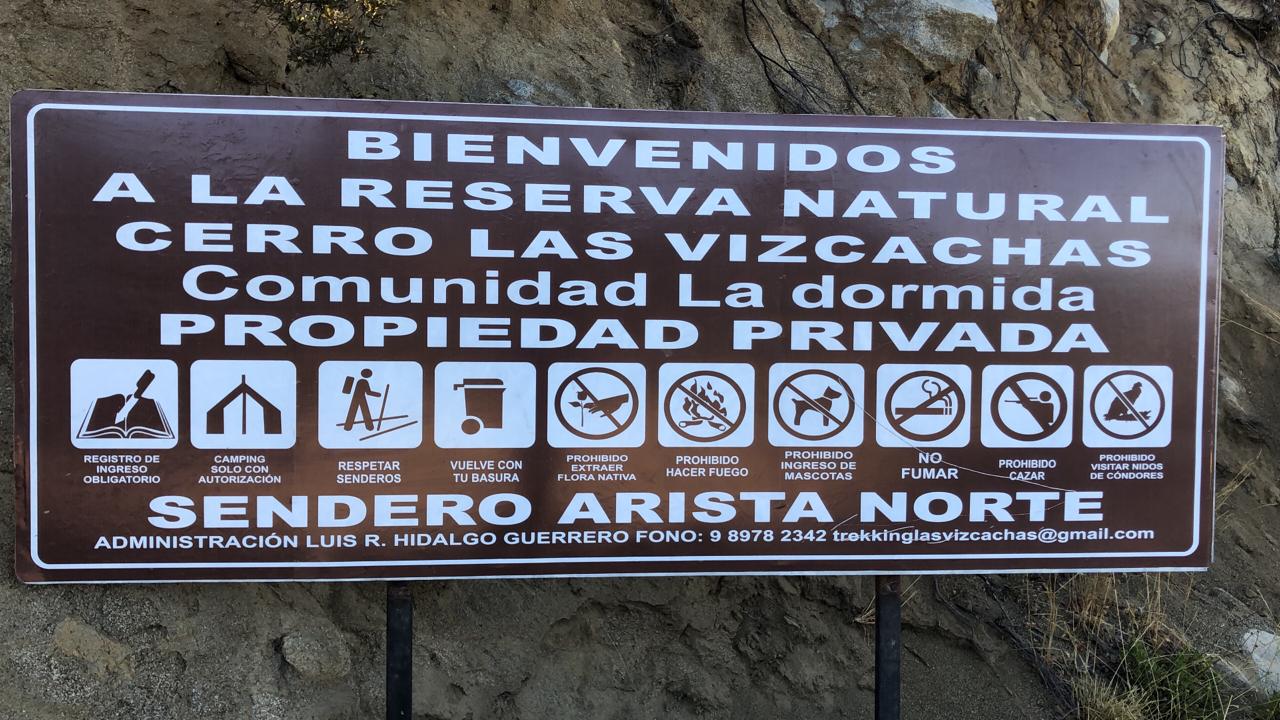 BIENVENIDOS
A LA RESERVA NATURAL
CERRO LAS VIZCACHAS
Comunidad La dormida
PROPIEDAD PRIVADA
REGISTRO DE
INGRESO
OBLIGATORIO
CAMPING
SOLO CON
AUTORIZACIÓN
RESPETAR
SENDEROS
VUELVE CON
TU BASURA
PROHIBIDO
EXTRAER
FLORA NATIVA
PROHIBIDO
HACER FUEGO
PROHIBIDO
INGRESO DE
MASCOTAS
NO
FUMAR
PROHIBIDO
CAZAR
PROHIBIDO
VISITAR NIDOS
DE CÓNDORES
SENDERO ARISTA NORTE
ADMINISTRACIÓN LUIS R. HIDALGO GUERRERO FONO: 9 8978 2342 trekkinglasvizcachas@gmail.com